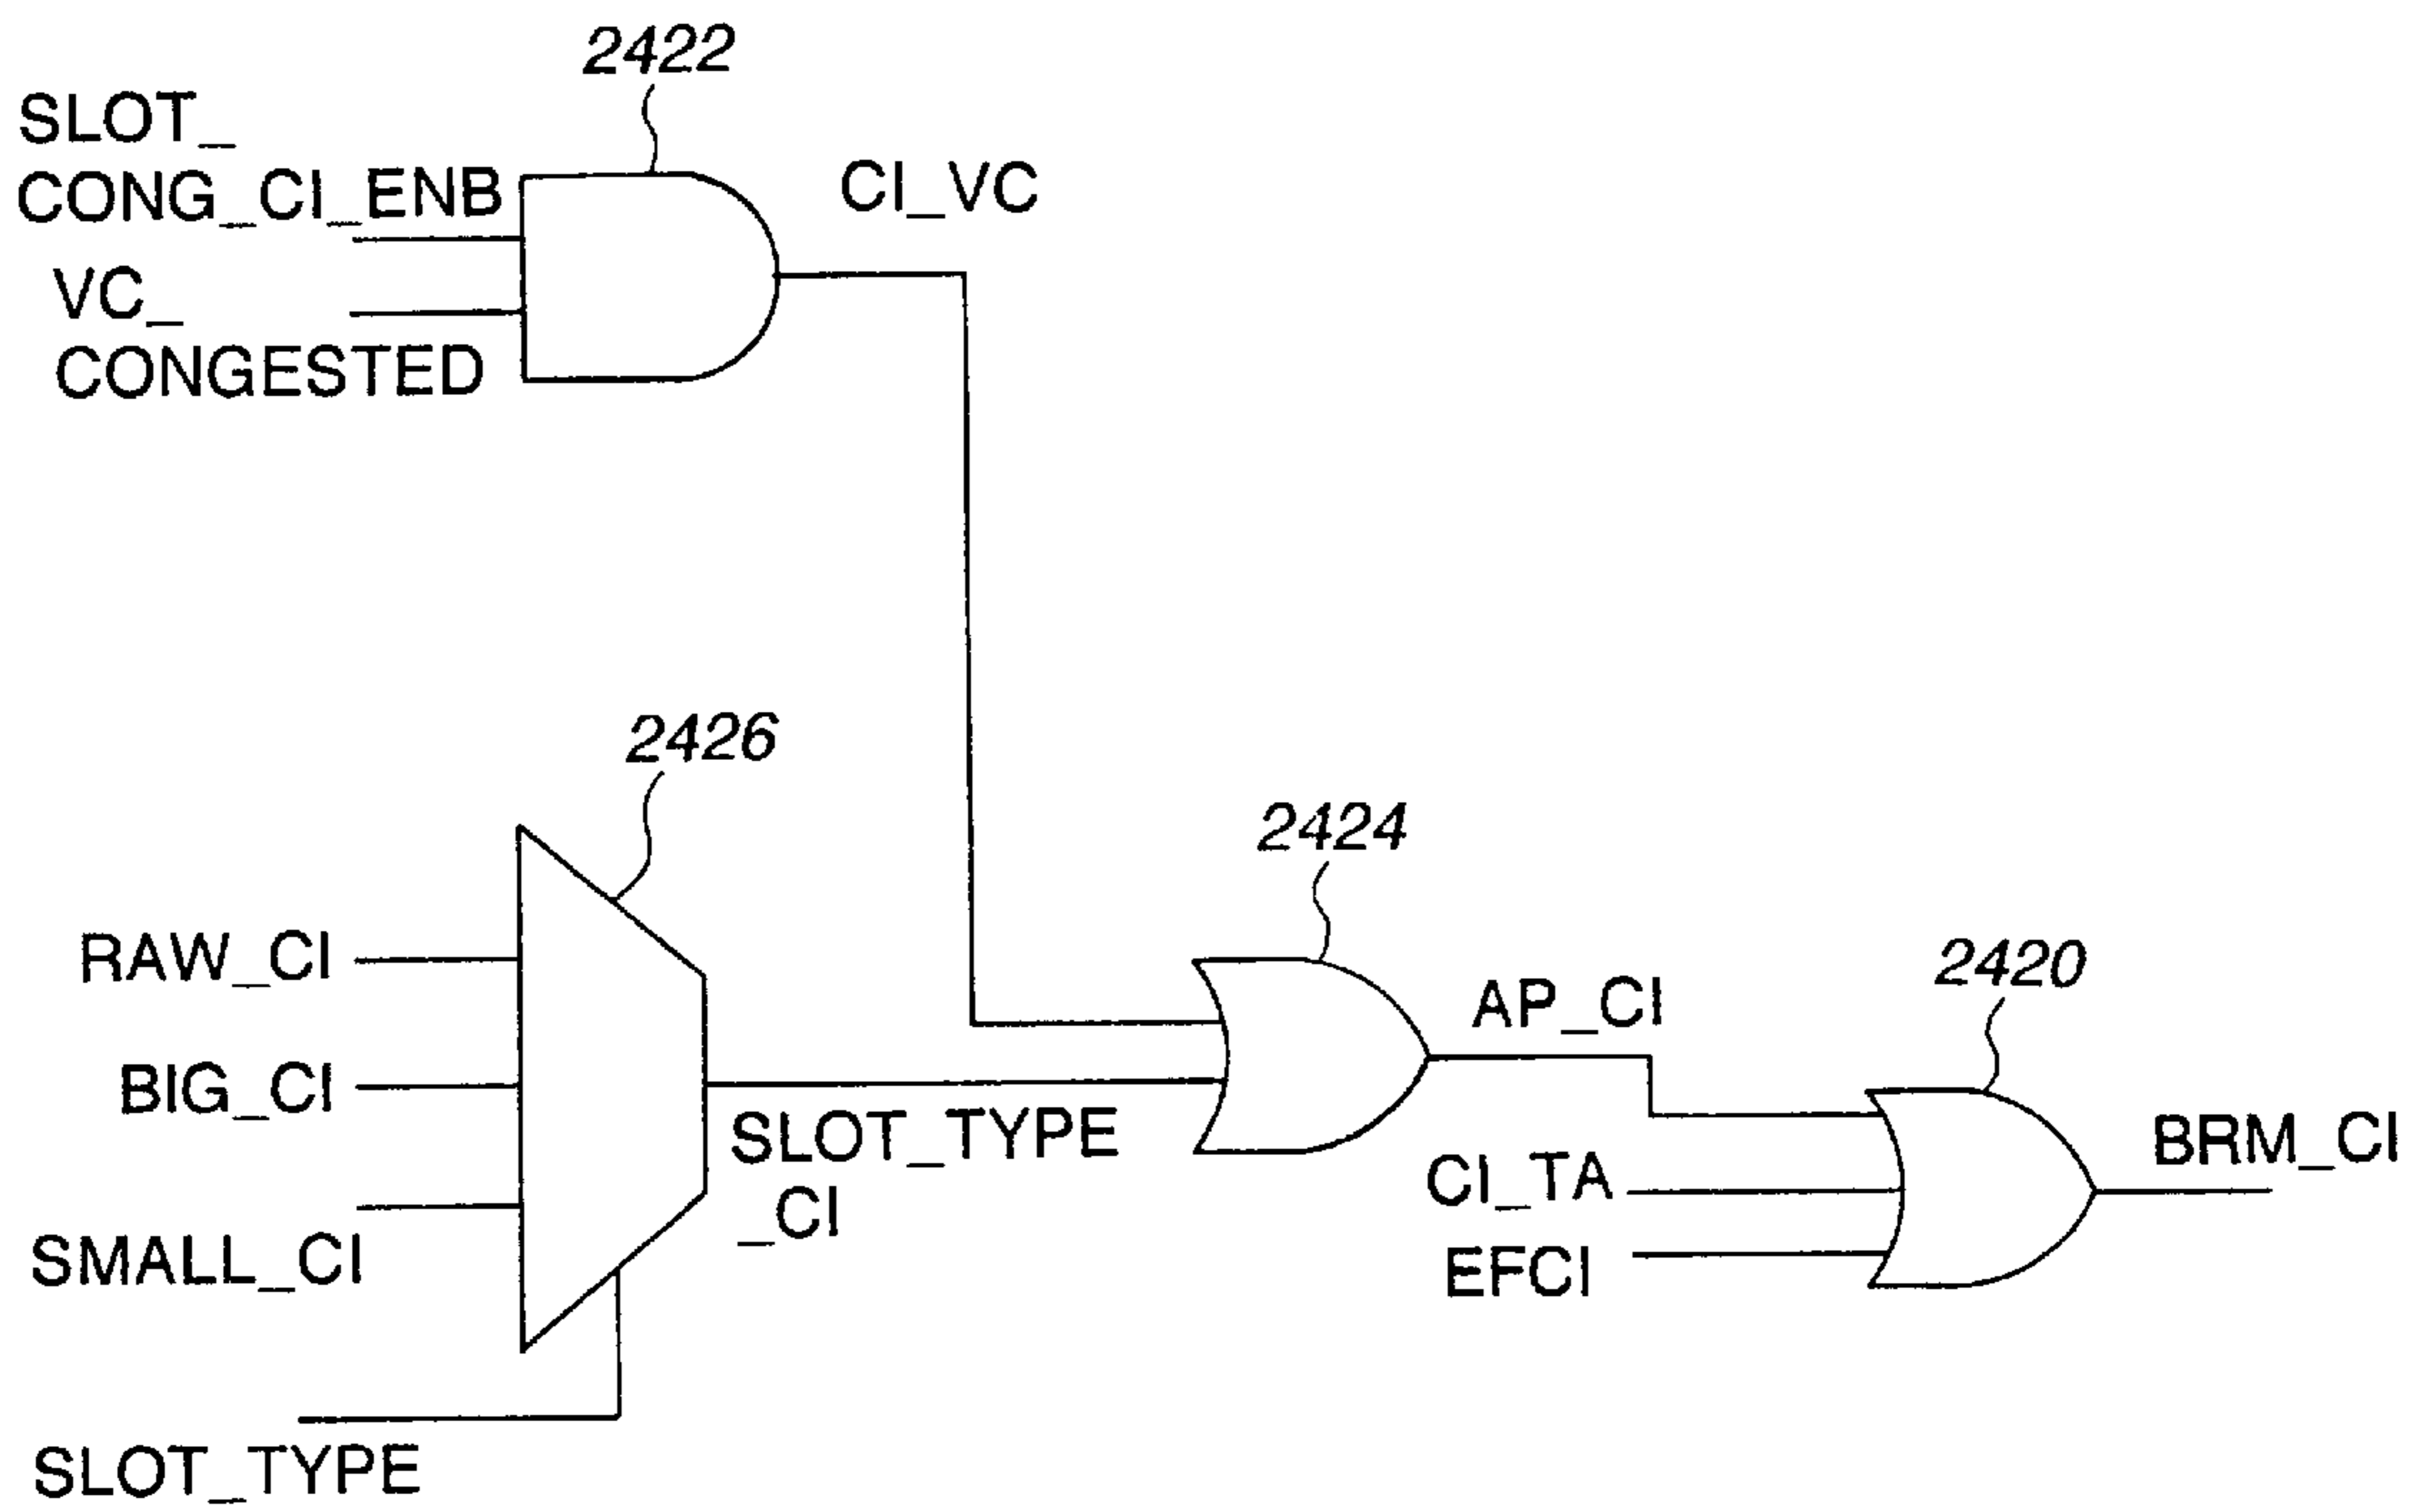 2422
SLOT_
CONG_CI_ENB
CI_VC
VC_
CONGESTED
2426
2424
RAW_CI
2420
AP_CI
BIG_CI
SLOT_TYPE
_CI
BRM_CI
CI_TA
SMALL_CI
EFCI
SLOT_TYPE